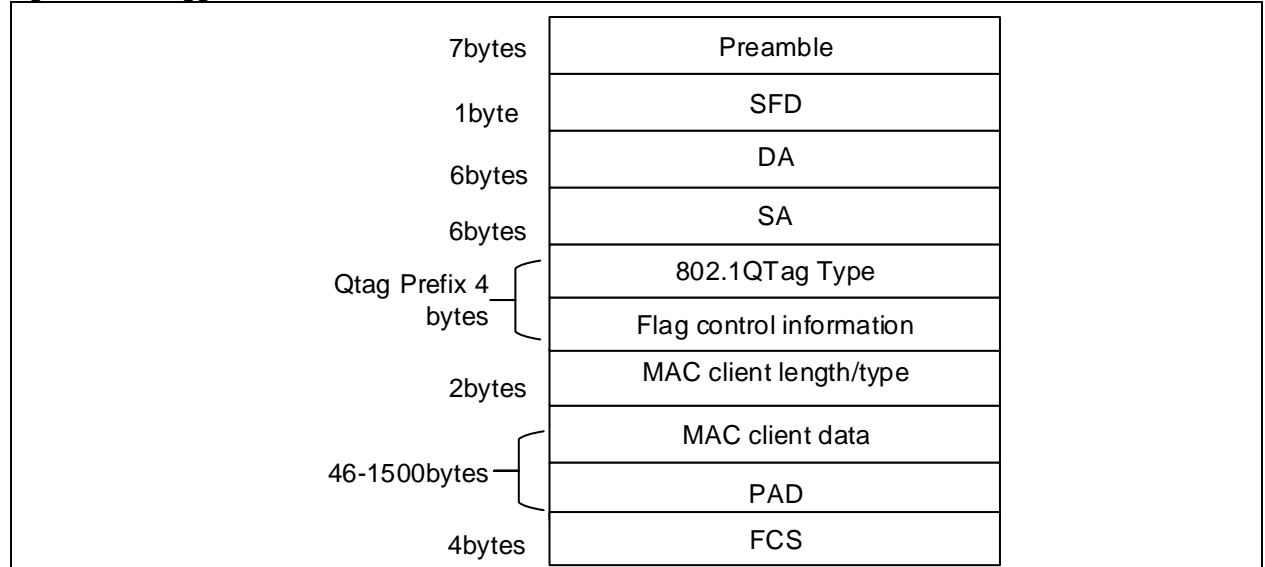 7bytes Preamble
1byte SFD
6bytes DA
6bytes SA
Qtag Prefix 4
bytes
802.1QTag Type
Flag control information
2bytes MAC client length/type
46-1500bytes
MAC client data
PAD
4bytes FCS